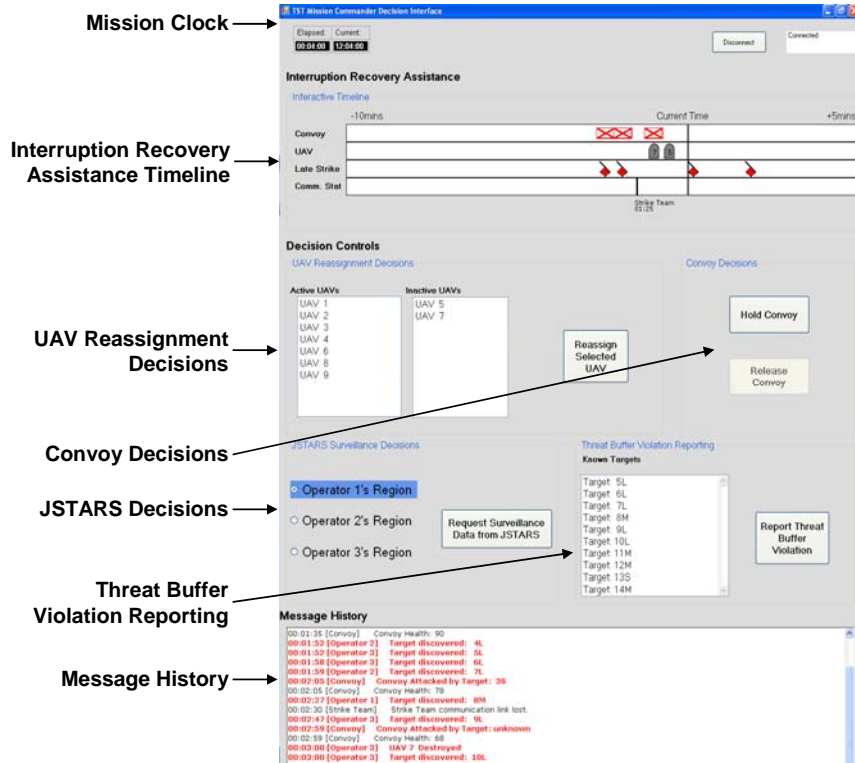 TST Mission Commander Decision Interface
Mission Clock
Elapsed: Current:
00:04:00 12:04:00
Disconnect
Connected
Interruption Recovery Assistance
Interactive Timeline
-10mins Current Time +5mins
Convoy
UAV
7 5
Late Strike
Comm. Stat
Strike Team
01:25
Interruption Recovery
Assistance Timeline
Decision Controls
UAV Reassignment Decisions
Convoy Decisions
Active UAVs
Inactive UAVs
UAV 1
UAV 2
UAV 3
UAV 4
UAV 6
UAV 8
UAV 9
UAV 5
UAV 7
Reassign
Selected
UAV
Hold Convoy
Release
Convoy
UAV Reassignment
Decisions
Convoy Decisions
JSTARS Surveillance Decisions
Operator 1's Region
Operator 2's Region
Operator 3's Region
Request Surveillance
Data from JSTARS
JSTARS Decisions
Threat Buffer Violation Reporting
Known Targets
Target: 5L
Target: 6L
Target: 7L
Target: 8M
Target: 9L
Target: 10L
Target: 11M
Target: 12M
Target: 13S
Target: 14M
Report Threat
Buffer
Violation
Threat Buffer
Violation Reporting
Message History
Message History
00:01:35 [Convoy] Convoy Health: 90
00:01:52 [Operator 2] Target discovered: 4L
00:01:52 [Operator 3] Target discovered: 5L
00:01:58 [Operator 3] Target discovered: 6L
00:01:59 [Operator 2] Target discovered: 7L
00:02:05 [Convoy] Convoy Attacked by Target: 3S
00:02:05 [Convoy] Convoy Health: 78
00:02:27 [Operator 1] Target discovered: 8M
00:02:30 [Strike Team] Strike Team communication link lost.
00:02:47 [Operator 3] Target discovered: 9L
00:02:59 [Convoy] Convoy Attacked by Target: unknown
00:02:59 [Convoy] Convoy Health: 68
00:03:00 [Operator 3] UAV 7 Destroyed
00:03:00 [Operator 3] Target discovered: 10L